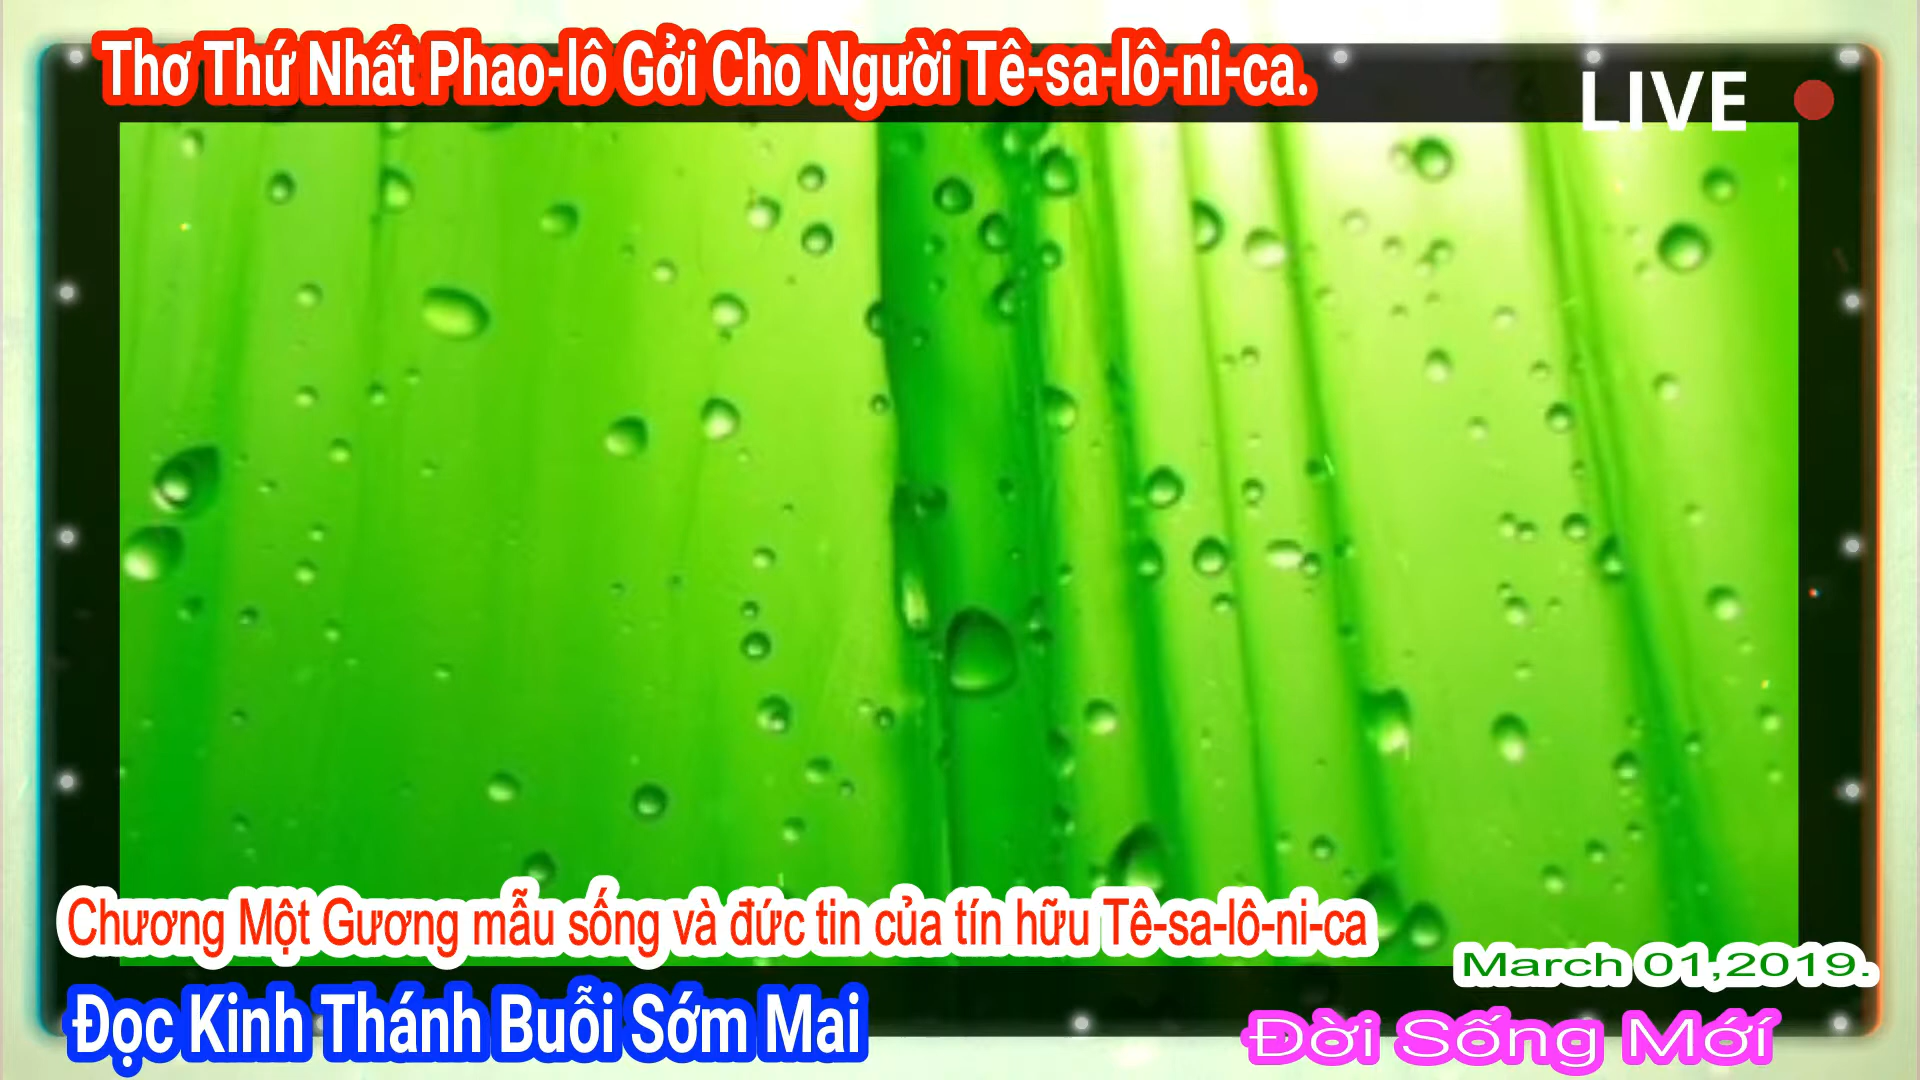 Thơ Thứ Nhất Phao-lô Gởi Cho Người Tê-sa-lô-ni-ca.
LIVE
Chương Một Gương mẫu sống và đức tin của tín hữu Tê-sa-lô-ni-ca
March 01,2019.
Đọc Kinh Thánh Buỗi Sớm Mai
Đời Sống Mới